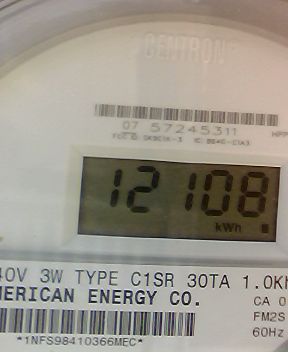 CENTRON
07 57245311
12108
kWh
40V 3W TYPE C1SR 30TA 1.0Kh
MERICAN ENERGY CO.
CA 0
FM2S
60Hz
*1NFS98410366MEC*